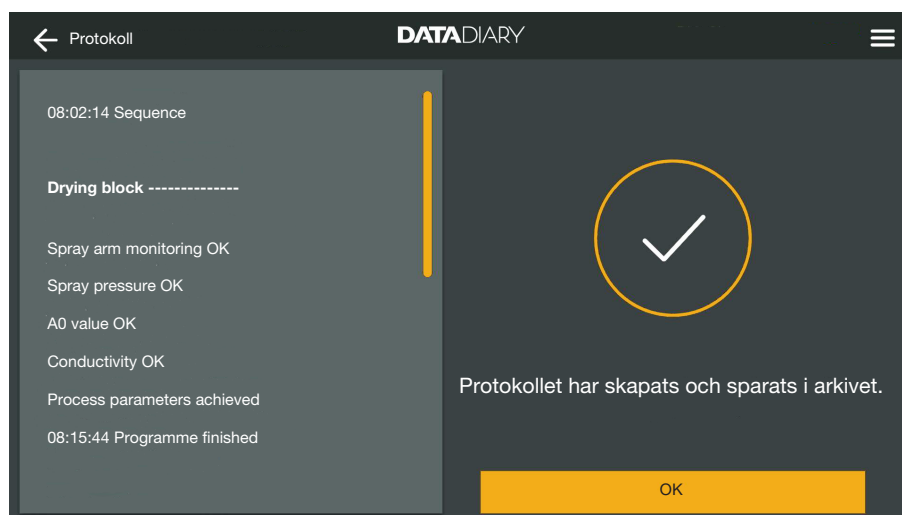 Protokoll
DATADIARY
08:02:14 Sequence
Drying block --------------
Spray arm monitoring OK
Spray pressure OK
A0 value OK
Conductivity OK
Process parameters achieved
08:15:44 Programme finished
Protokollet har skapats och sparats i arkivet.
OK